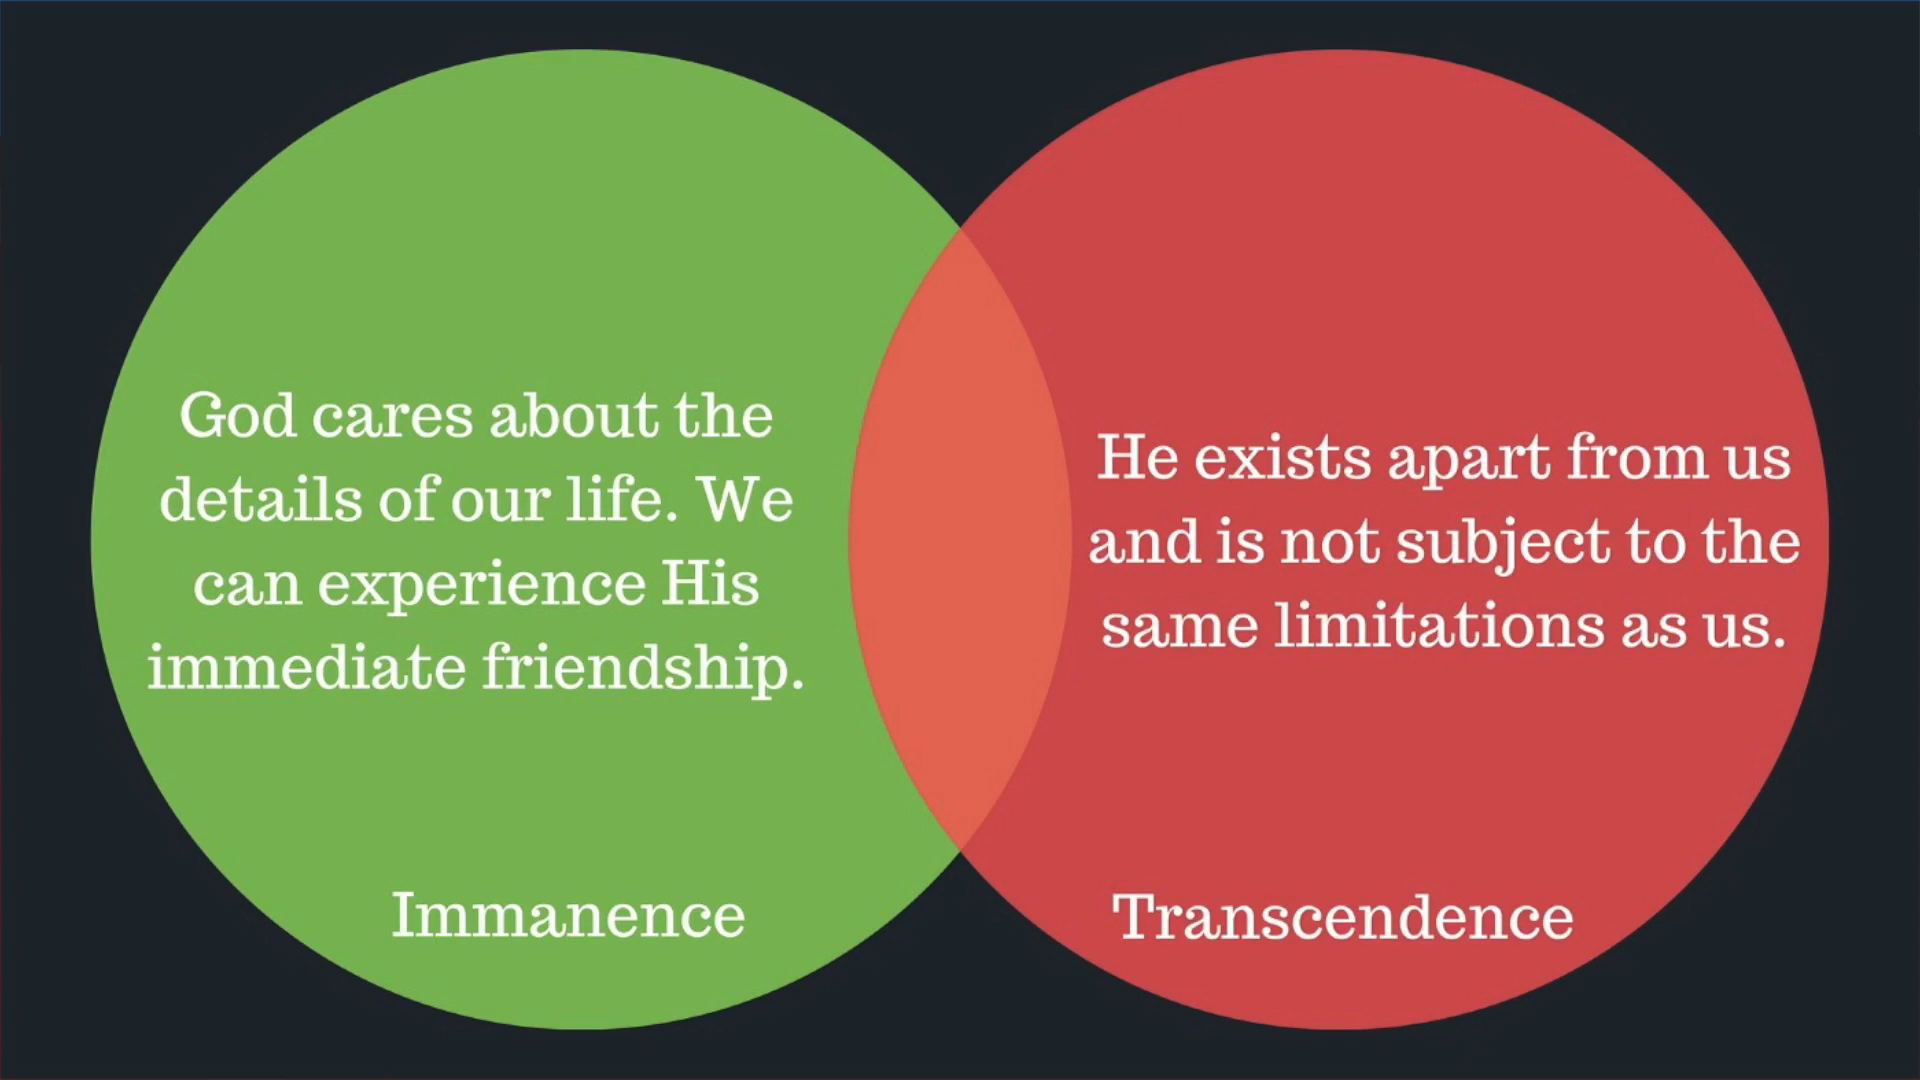 God cares about the
details of our life. We
can experience His
immediate friendship.
Immanence
He exists apart from us
and is not subject to the
same limitations as us.
Transcendence